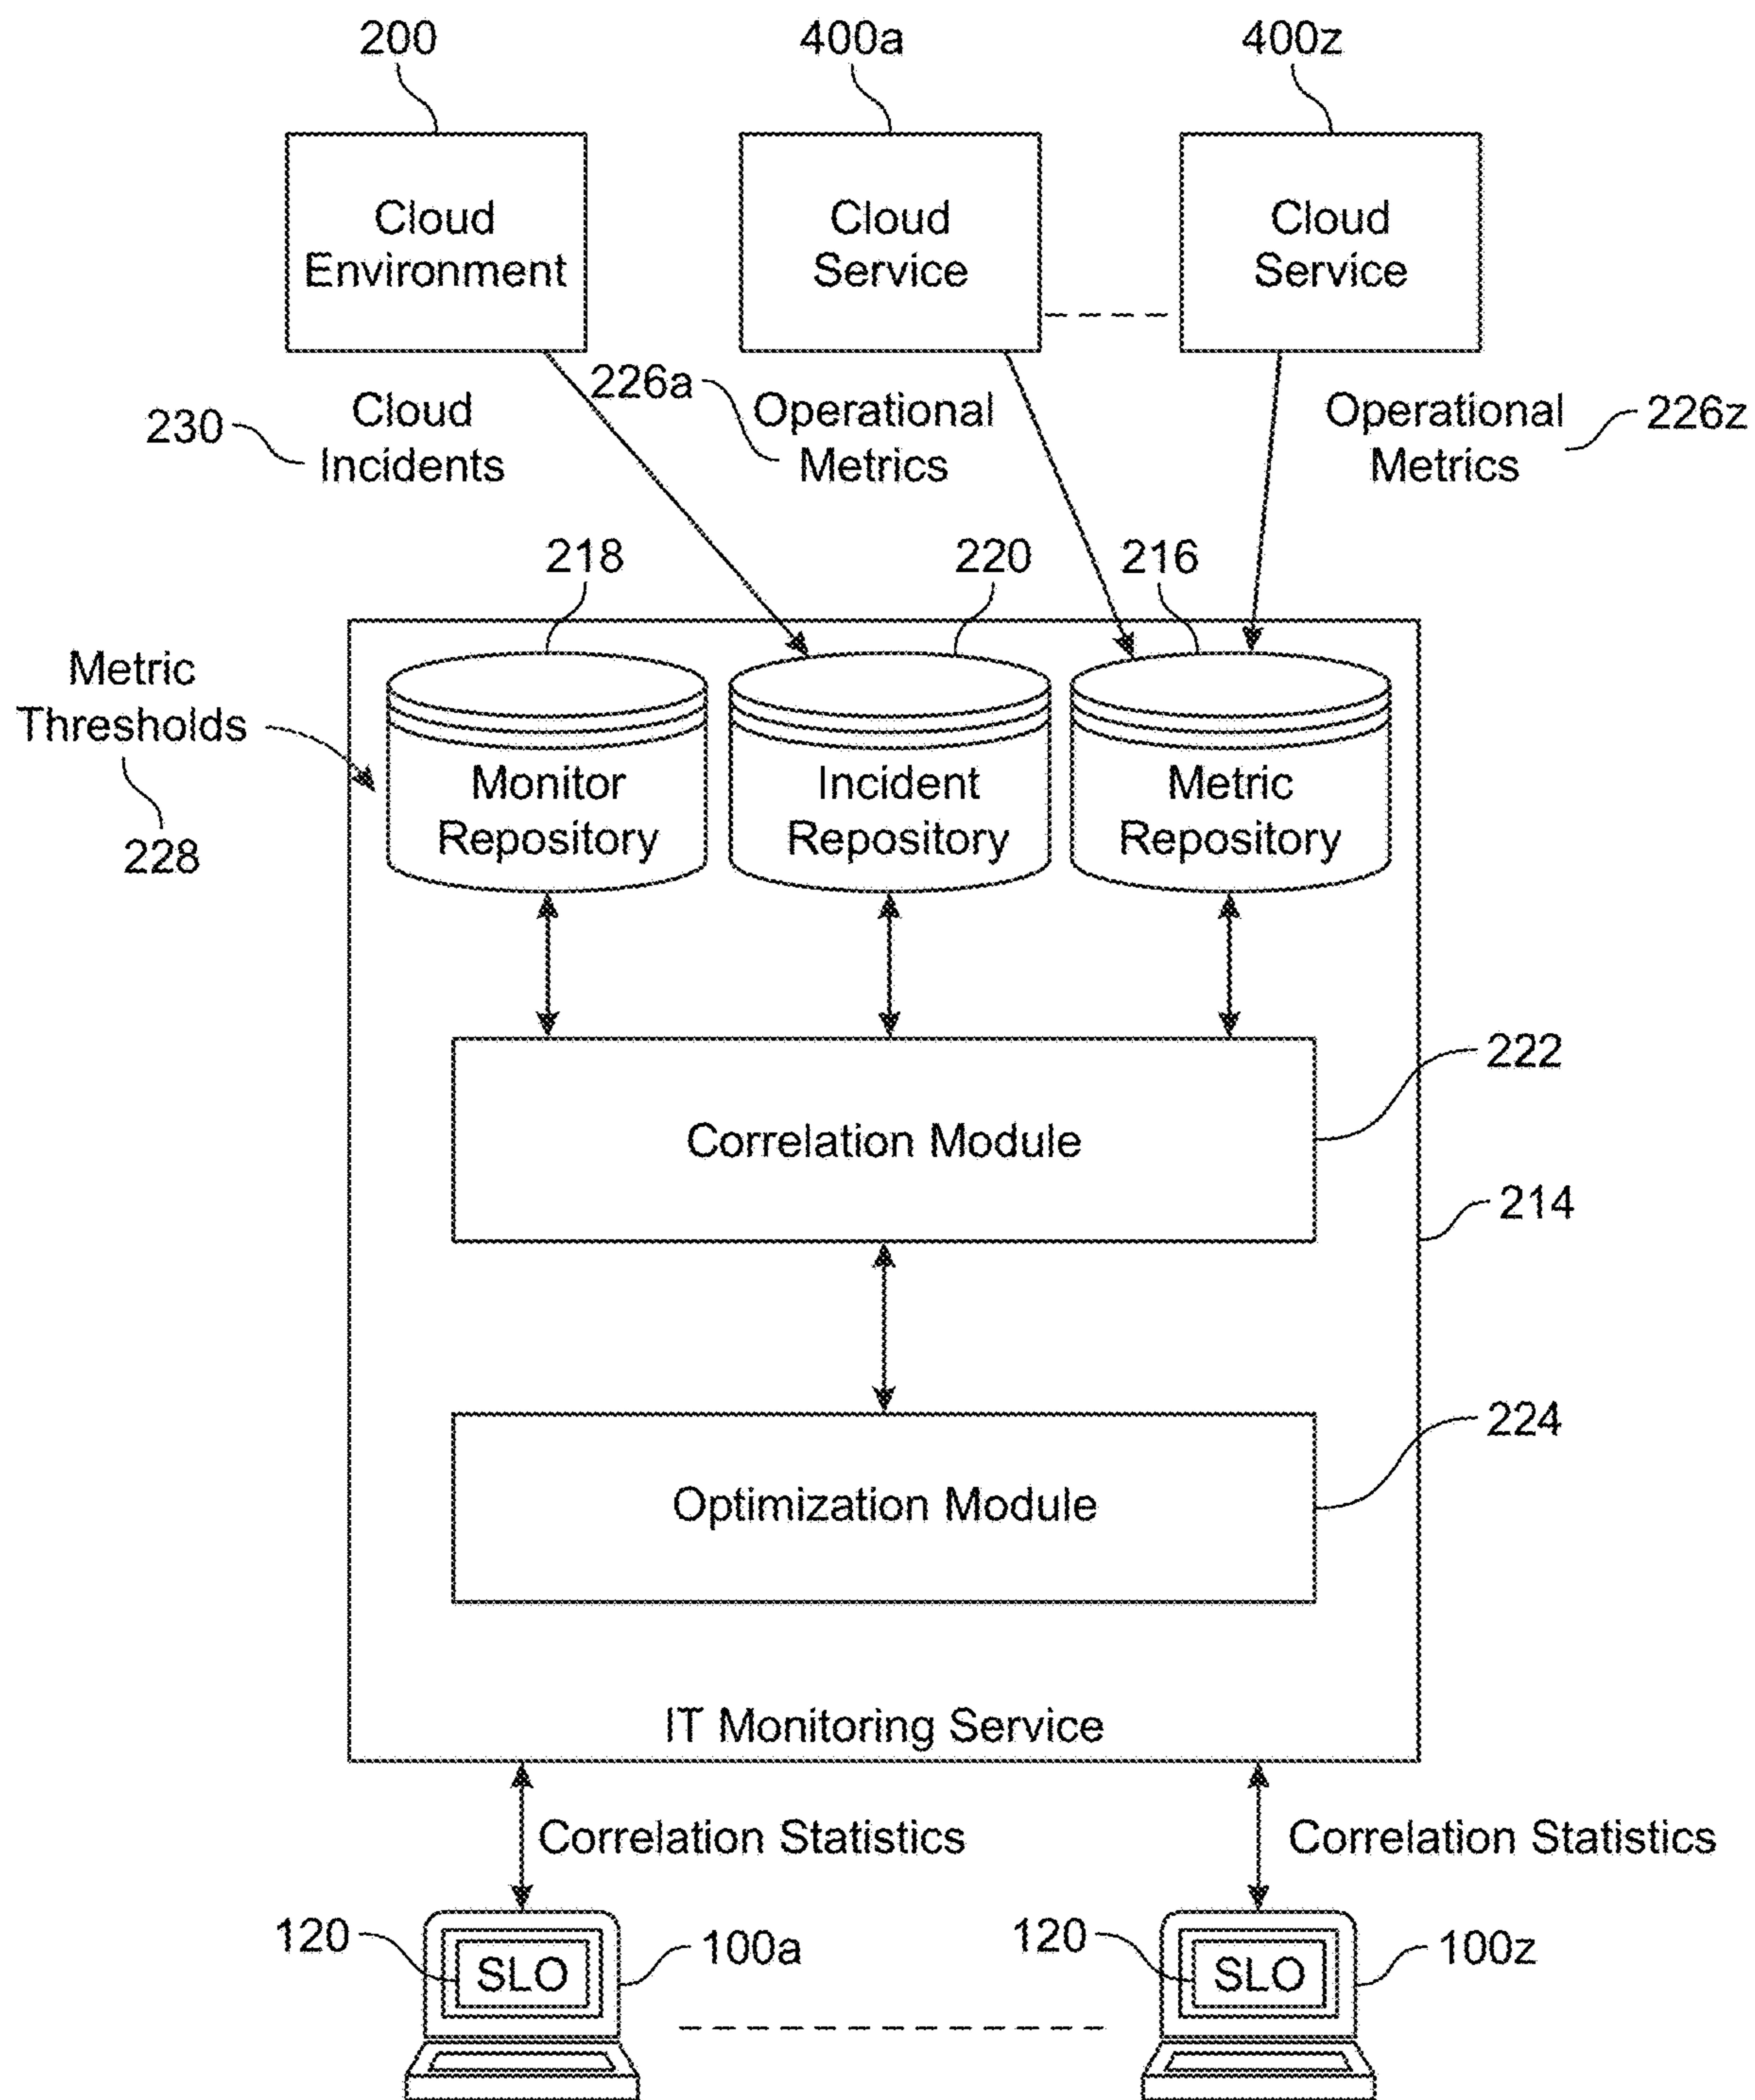 200
400a
400z
Cloud
Environment
Cloud
Service
Cloud
Service
230
Cloud
Incidents
226a
Operational
Metrics
Operational
Metrics
226z
218
220
216
Metric
Thresholds
228
Monitor
Repository
Incident
Repository
Metric
Repository
222
Correlation Module
214
224
Optimization Module
IT Monitoring Service
Correlation Statistics
Correlation Statistics
120
SLO
100a
120
SLO
100z